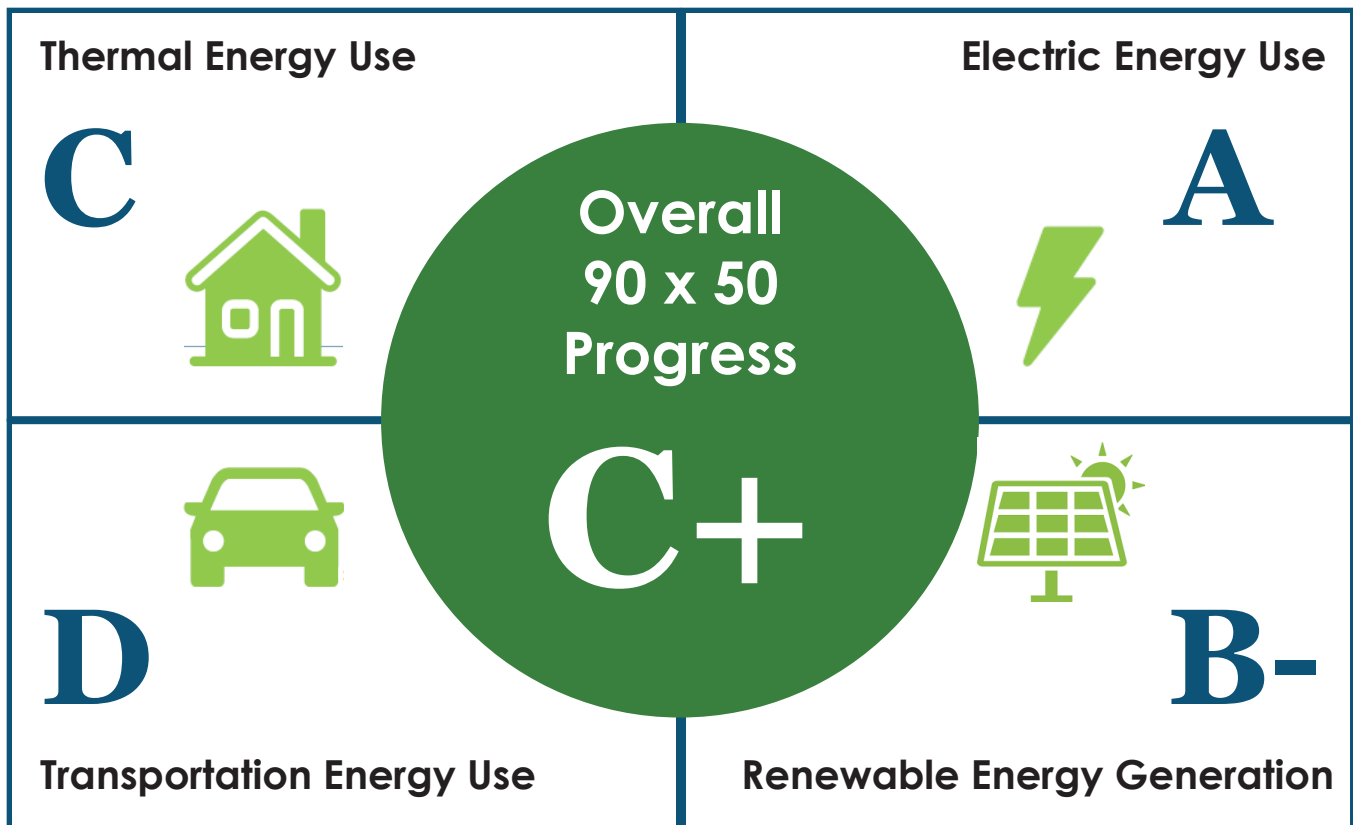 Thermal Energy Use
C
Electric Energy Use
A
Overall
90 x 50
Progress
C+
D
Transportation Energy Use
B-
Renewable Energy Generation